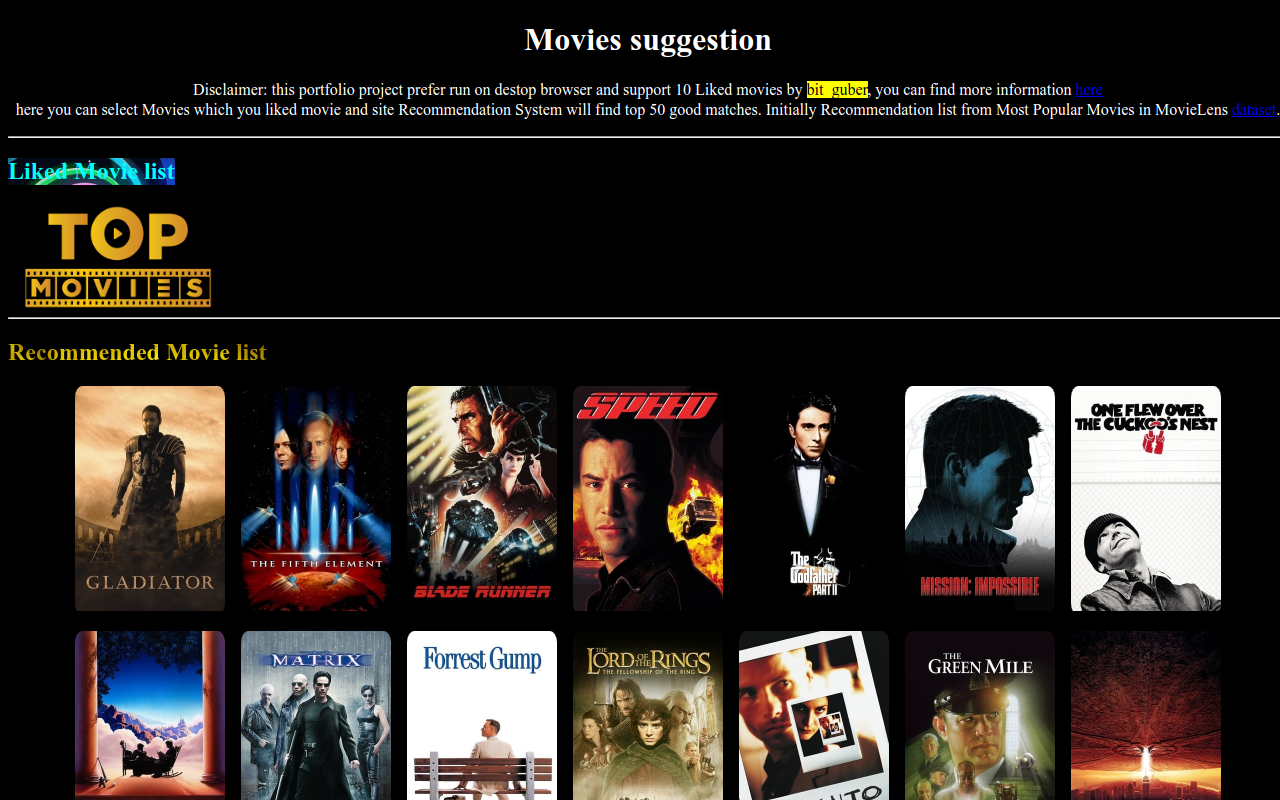 Movies suggestion
Disclaimer: this portfolio project prefer run on destop browser and support 10 Liked movies by bit_guber, you can find more information here
here you can select Movies which you liked movie and site Recommendation System will find top 50 good matches. Initially Recommendation list from Most Popular Movies in MovieLens dataset.
Liked Movie list
TOP
MOVIES
Recommended Movie list
GLADIATOR
THE FIFTH ELEMENT
BLADE RUNNER
SPEED
The
Godfather
PART II
MISSION: IMPOSSIBLE
ONE FLEW OVER
THE CUCKOO'S NEST
MATRIX
Forrest Gump
THE
LORD OF THE RINGS
THE FELLOWSHIP OF THE RING
THE
GREEN MILE